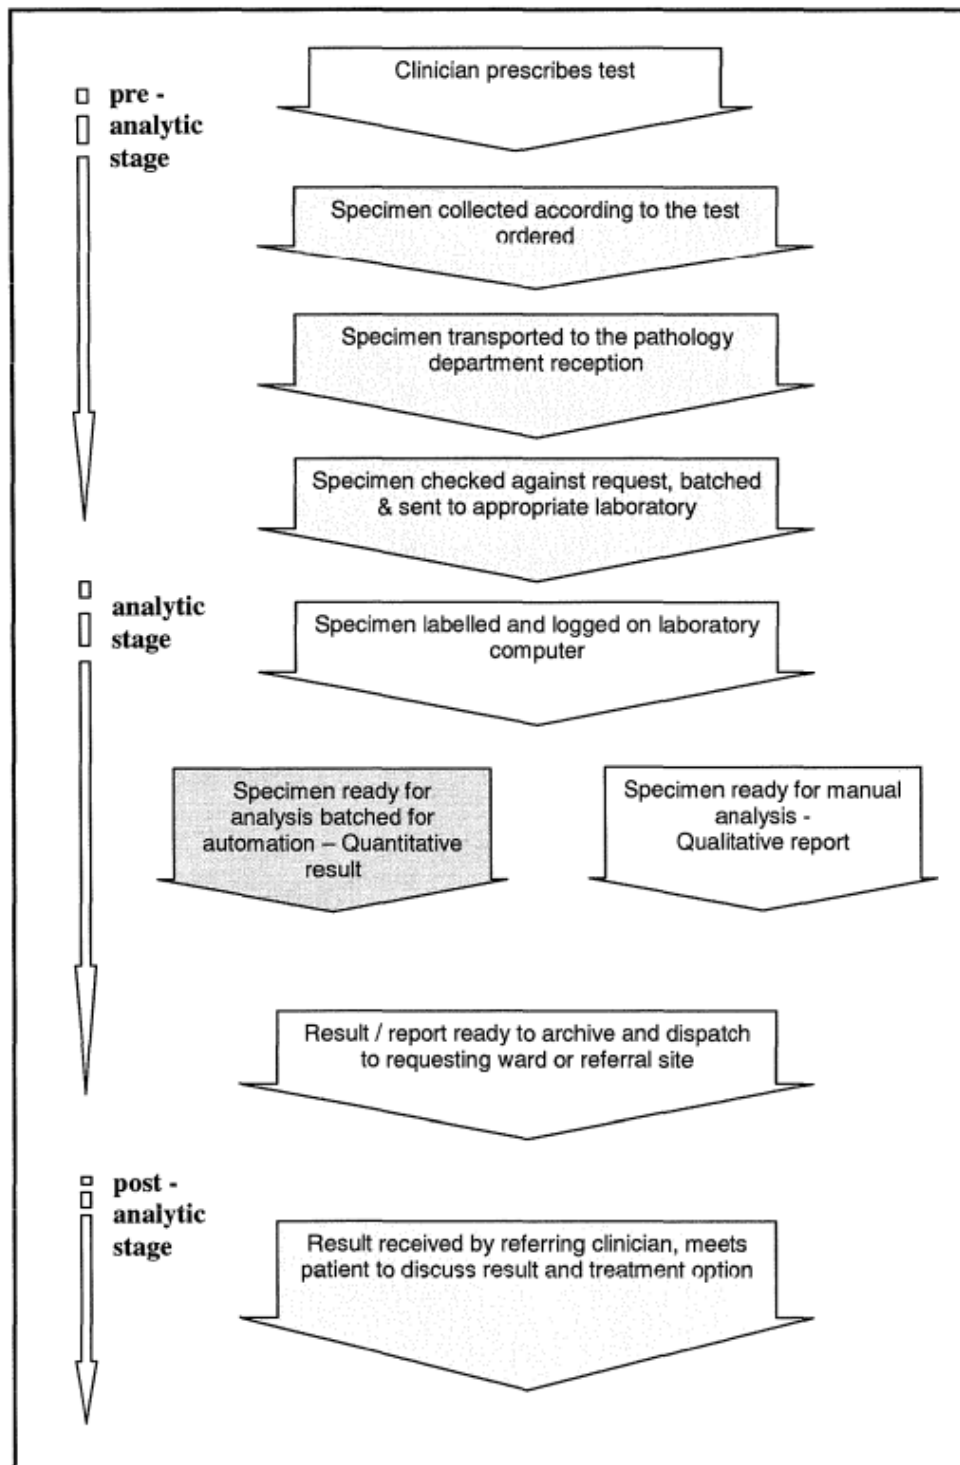 Clinician prescribes test
pre -
analytic
stage
Specimen collected according to the test
ordered
Specimen transported to the pathology
department reception
Specimen checked against request, batched
& sent to appropriate laboratory
analytic
stage
Specimen labelled and logged on laboratory
computer
Specimen ready for
analysis batched for
automation – Quantitative
result
Specimen ready for manual
analysis -
Qualitative report
Result / report ready to archive and dispatch
to requesting ward or referral site
post -
analytic
stage
Result received by referring clinician, meets
patient to discuss result and treatment option